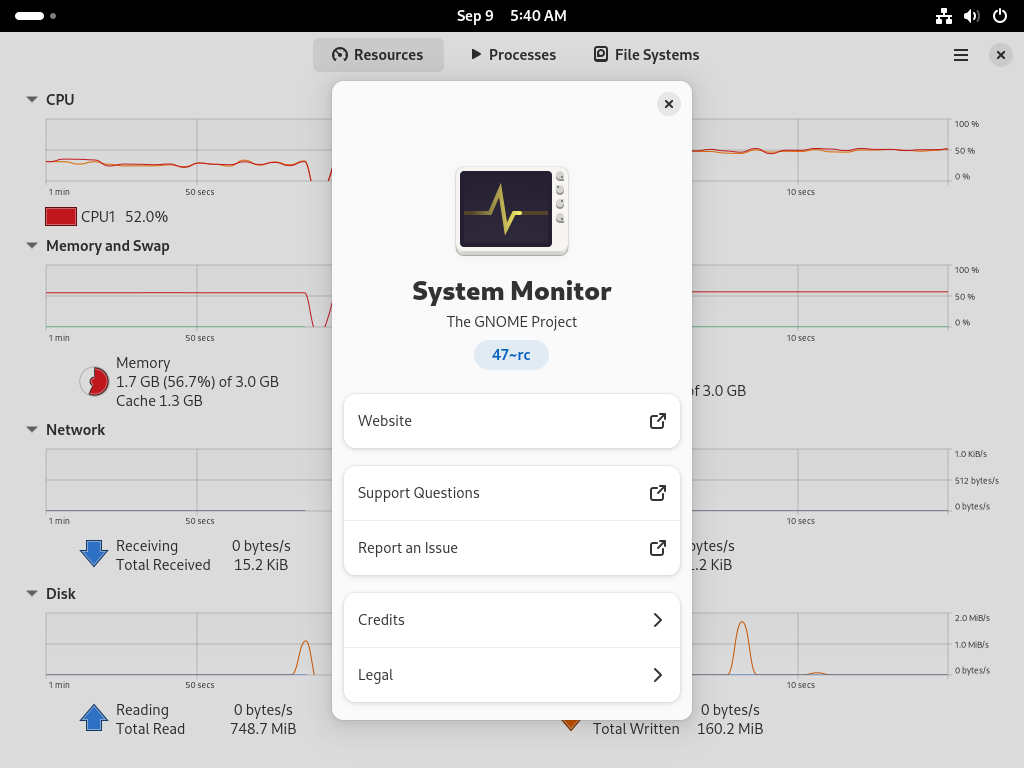 Sep 9 5:40 AM
Resources
Processes
File Systems
CPU
100 %
50 %
0 %
1 min
50 secs
10 secs
CPU1 52.0%
Memory and Swap
100 %
50 %
0 %
1 min
50 secs
10 secs
Memory
1.7 GB (56.7%) of 3.0 GB
Cache 1.3 GB
of 3.0 GB
Network
1.0 KiB/s
512 bytes/s
0 bytes/s
1 min
50 secs
10 secs
Receiving 0 bytes/s
Total Received 15.2 KiB
bytes/s
.2 KiB
Disk
2.0 MiB/s
1.0 MiB/s
0 bytes/s
1 min
50 secs
10 secs
Reading 0 bytes/s
Total Read 748.7 MiB
0 bytes/s
Total Written 160.2 MiB
System Monitor
The GNOME Project
47~rc
Website
Support Questions
Report an Issue
Credits
Legal